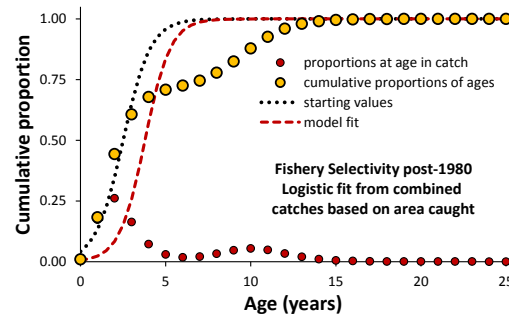 1.00
0.75
0.50
0.25
0.00
Cumulative proportion
proportions at age in catch
cumulative proportions of ages
starting values
model fit
Fishery Selectivity post-1980
Logistic fit from combined
catches based on area caught
0 5 10 15 20 25
Age (years)